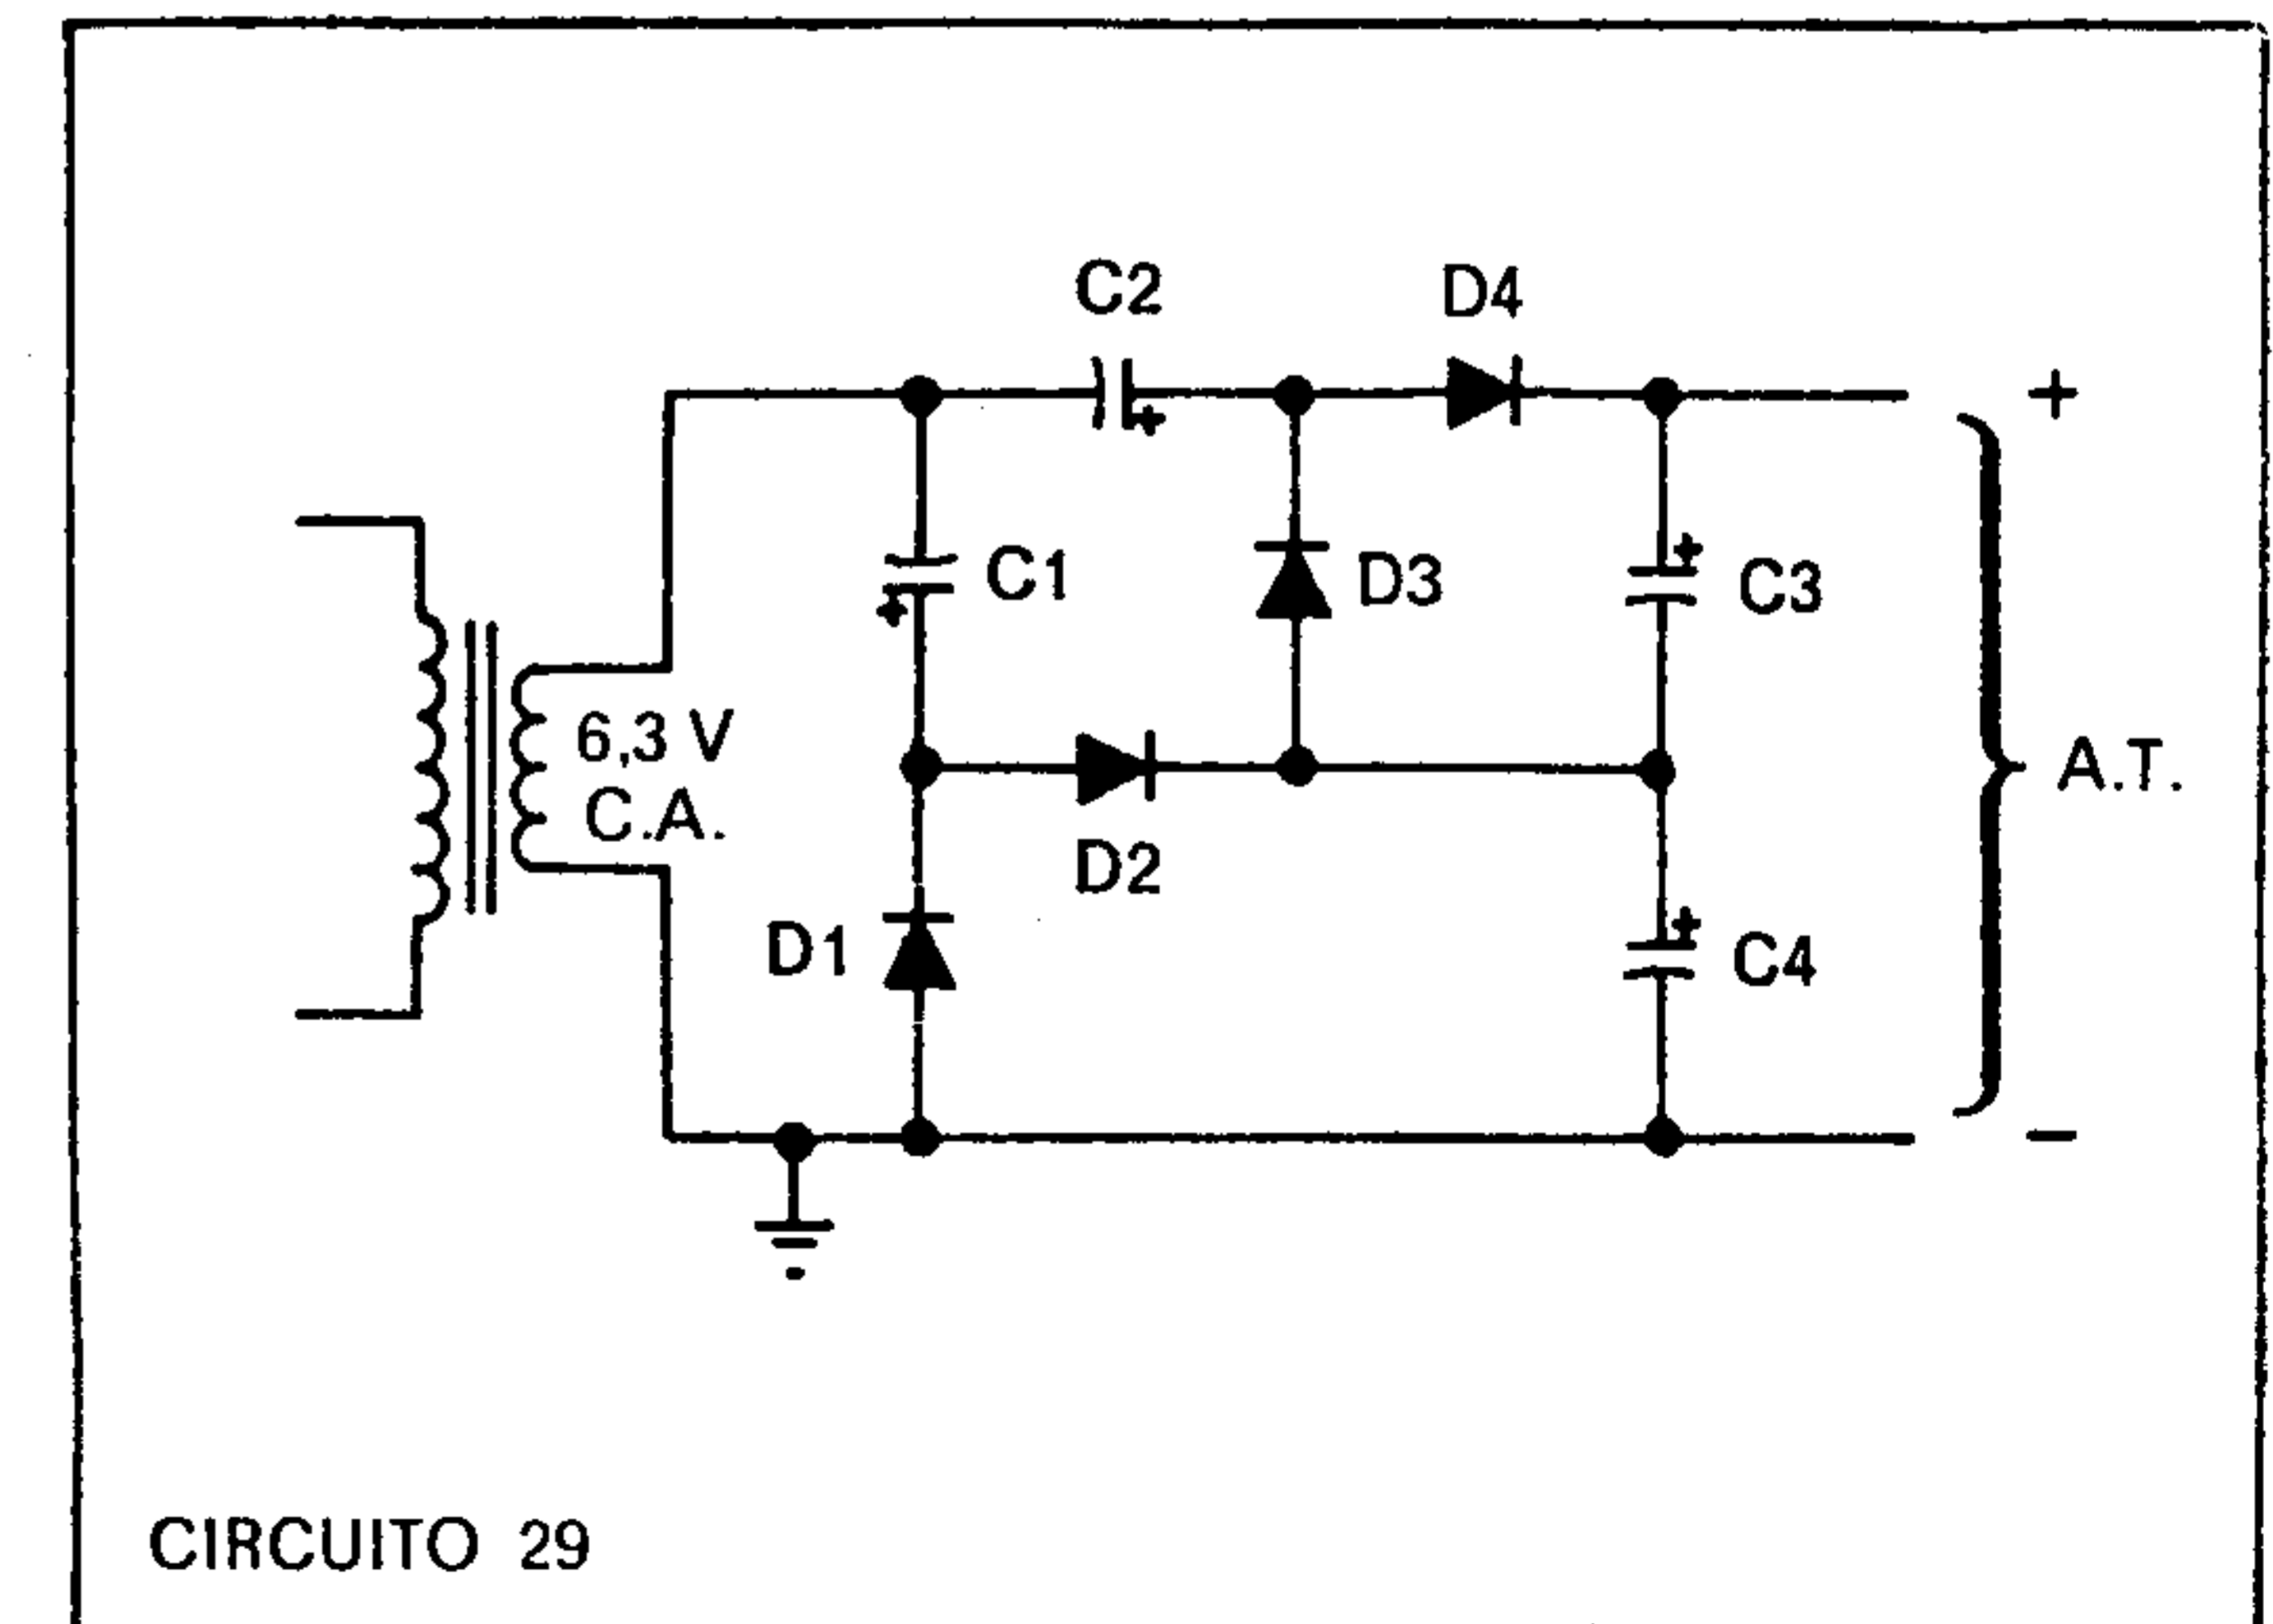 C2
D4
+
+
+
C1
+
D3
C3
6,3 V
C.A.
A.T.
D2
D1
+
C4
−
CIRCUITO 29